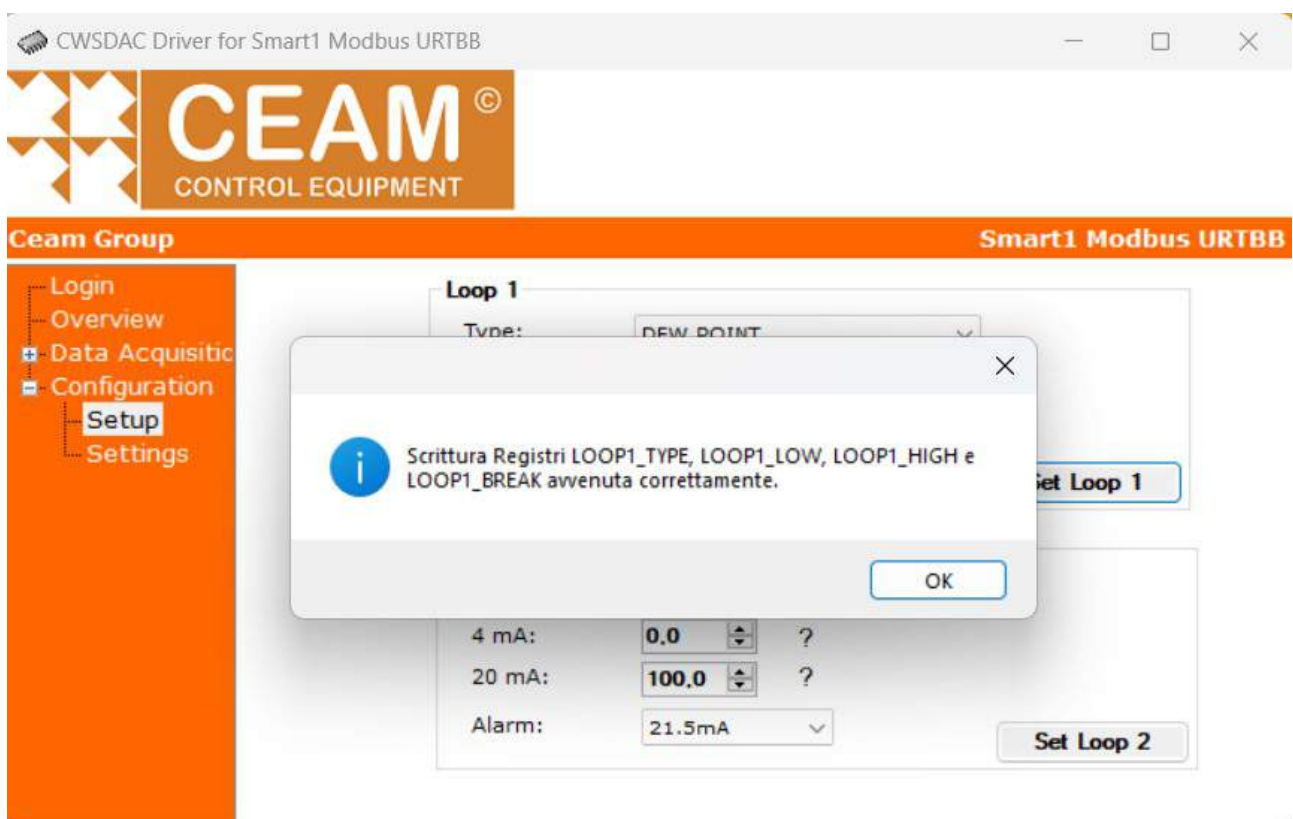 CWSDAC Driver for Smart1 Modbus URTBB
CEAM ©
CONTROL EQUIPMENT
Ceam Group
Smart1 Modbus URTBB
Login
Overview
Data Acquisitic
Configuration
Setup
Settings
Loop 1
Type: DEW POINT
Scrittura Registri LOOP1_TYPE, LOOP1_LOW, LOOP1_HIGH e
LOOP1_BREAK avvenuta correttamente.
Set Loop 1
OK
4 mA: 0,0 ?
20 mA: 100,0 ?
Alarm: 21.5mA
Set Loop 2